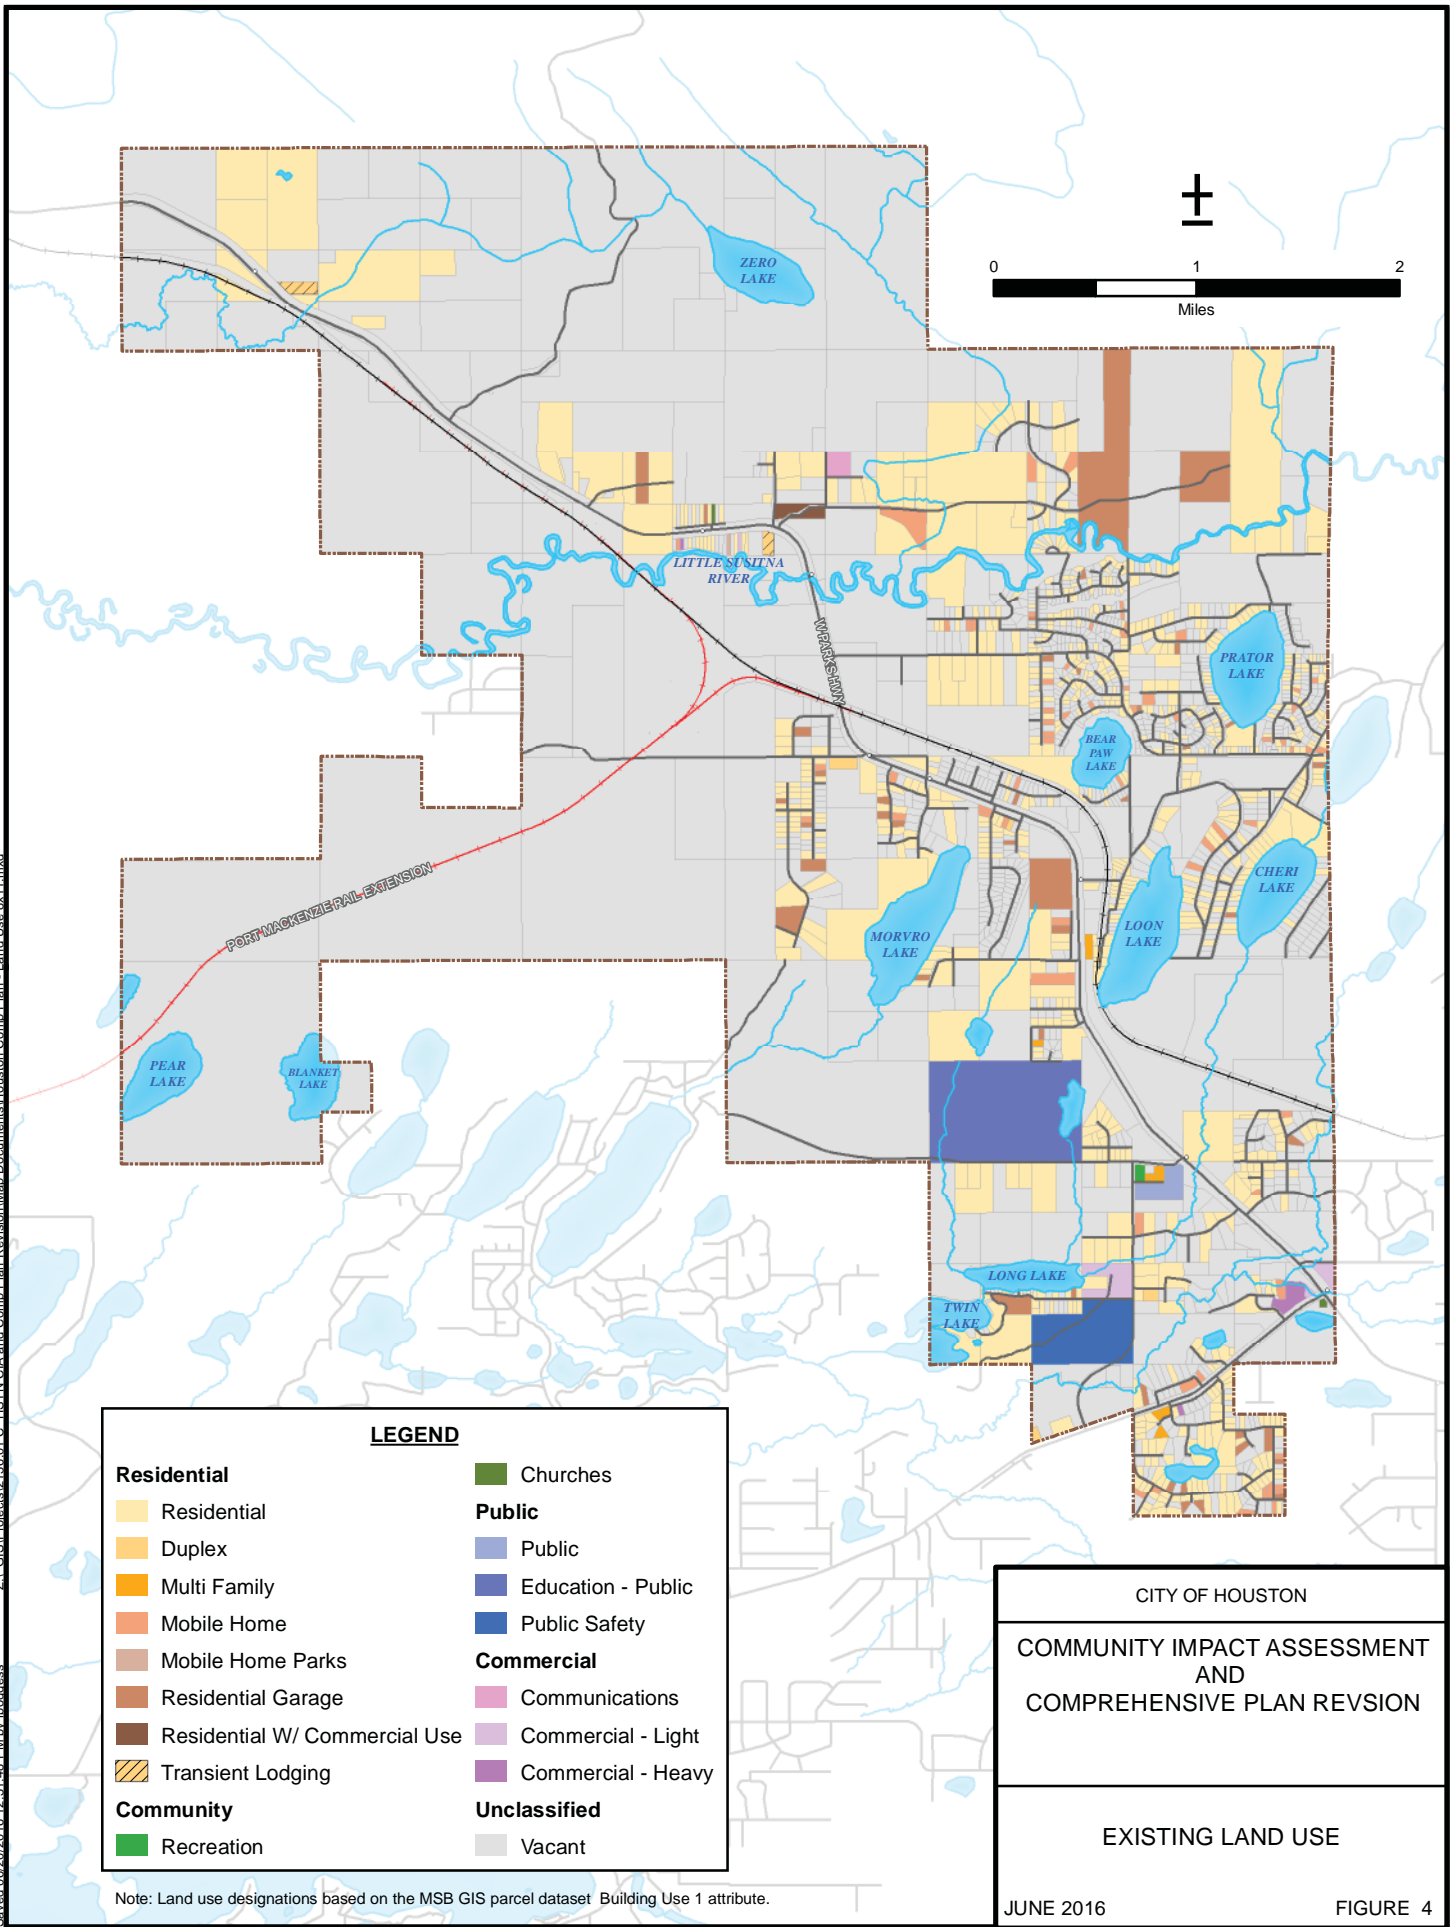 ZERO
LAKE
0 1 2
Miles
LITTLE SUSITNA
RIVER
W PARKS HWY
PRATOR
LAKE
BEAR
PAW
LAKE
CHERI
LAKE
PORT MACKENZIE RAIL EXTENSION
MORVRO
LAKE
LOON
LAKE
PEAR
LAKE
BLANKET
LAKE
LONG LAKE
TWIN
LAKE
LEGEND
Residential
Residential
Duplex
Multi Family
Mobile Home
Mobile Home Parks
Residential Garage
Residential W/ Commercial Use
Transient Lodging
Community
Recreation
Churches
Public
Public
Education - Public
Public Safety
Commercial
Communications
Commercial - Light
Commercial - Heavy
Unclassified
Vacant
Note: Land use designations based on the MSB GIS parcel dataset Building Use 1 attribute.
CITY OF HOUSTON
COMMUNITY IMPACT ASSESSMENT
AND
COMPREHENSIVE PLAN REVSION
EXISTING LAND USE
JUNE 2016 FIGURE 4